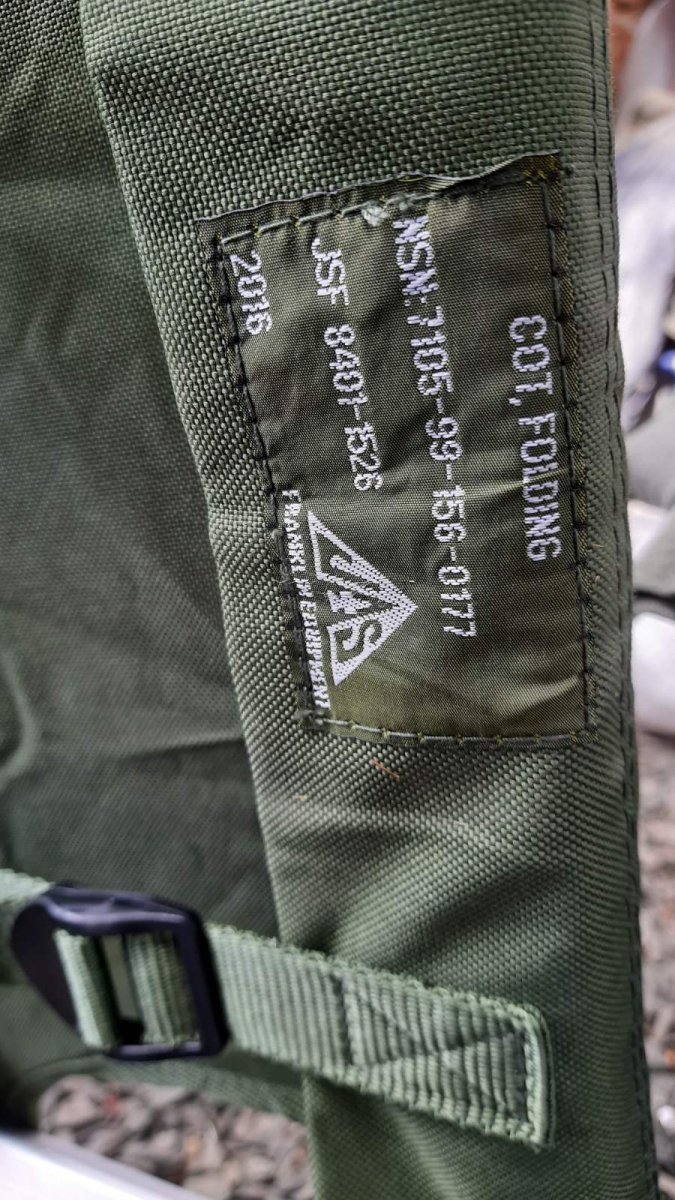 COT, FOLDING
NSN:7105-99-156-0177
JSF 8401-1526
2016
J&S
FRANKLIN EQUIPMENT